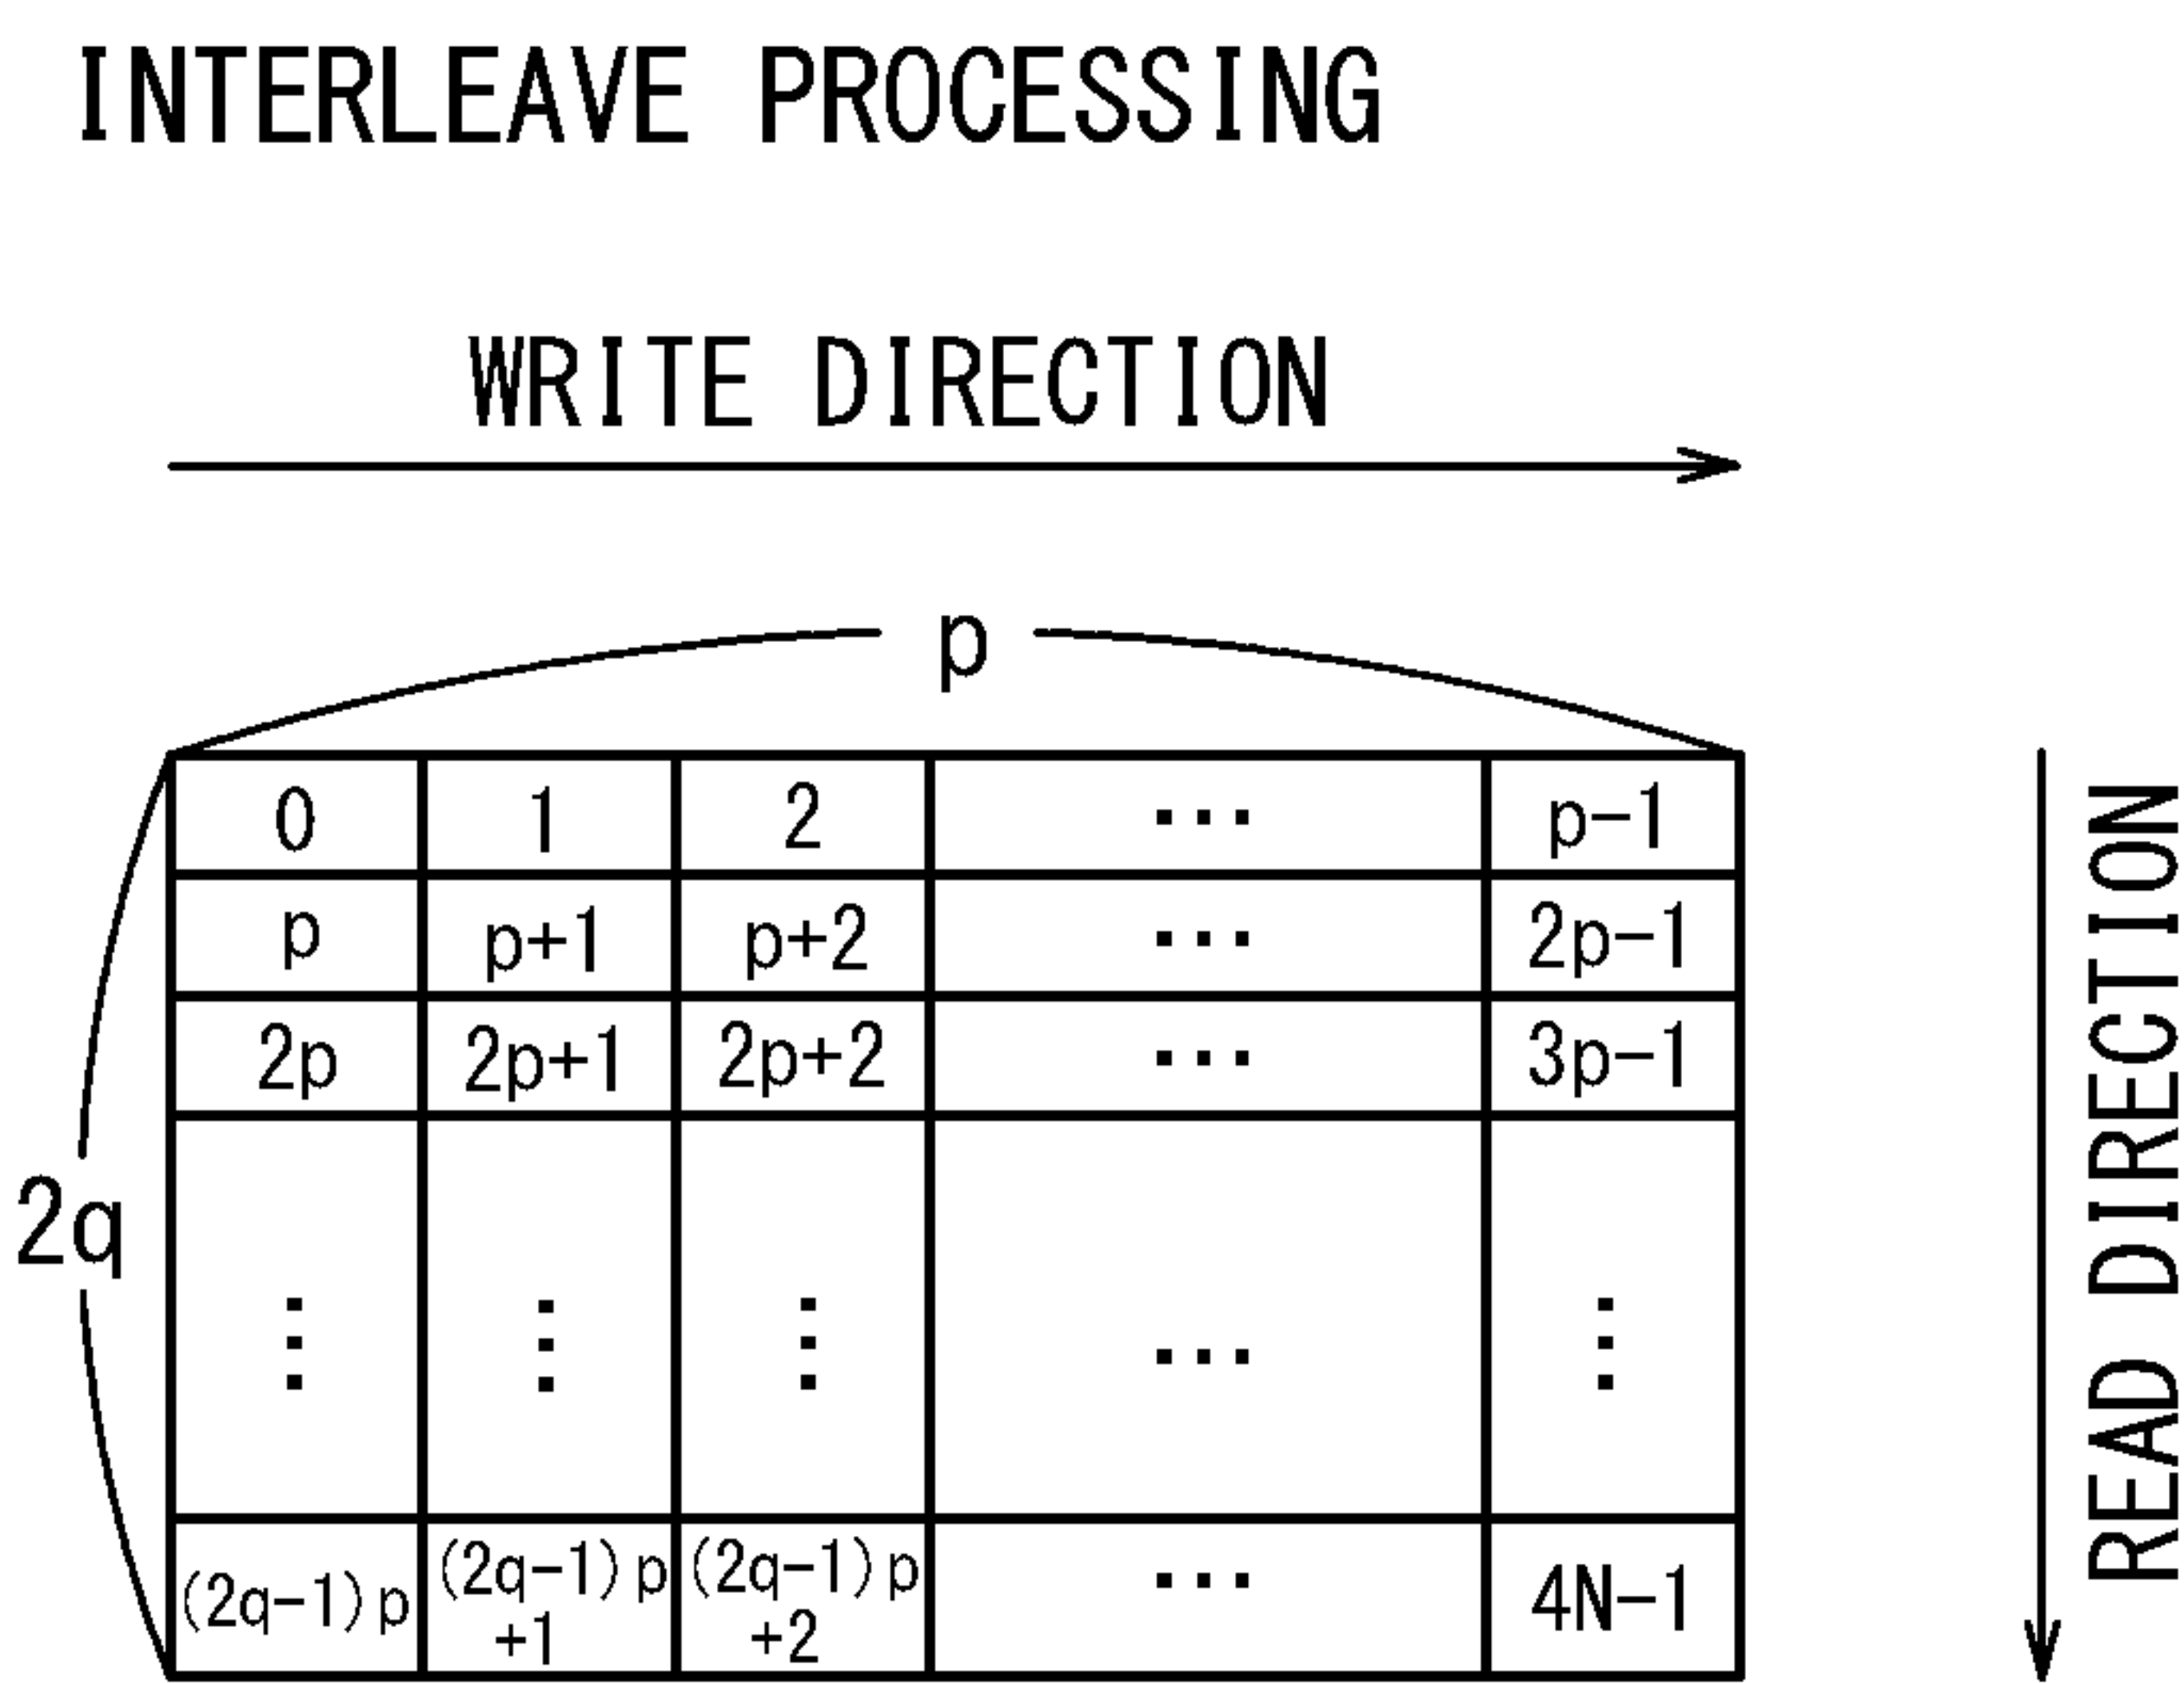 INTERLEAVE PROCESSING
WRITE DIRECTION
p
0 1 2 ... p-1
p p+1 p+2 ... 2p-1
2p 2p+1 2p+2 ... 3p-1
2q
⋮ ⋮ ⋮ ... ⋮
(2q-1)p (2q-1)p+1 (2q-1)p+2 ... 4N-1
READ DIRECTION